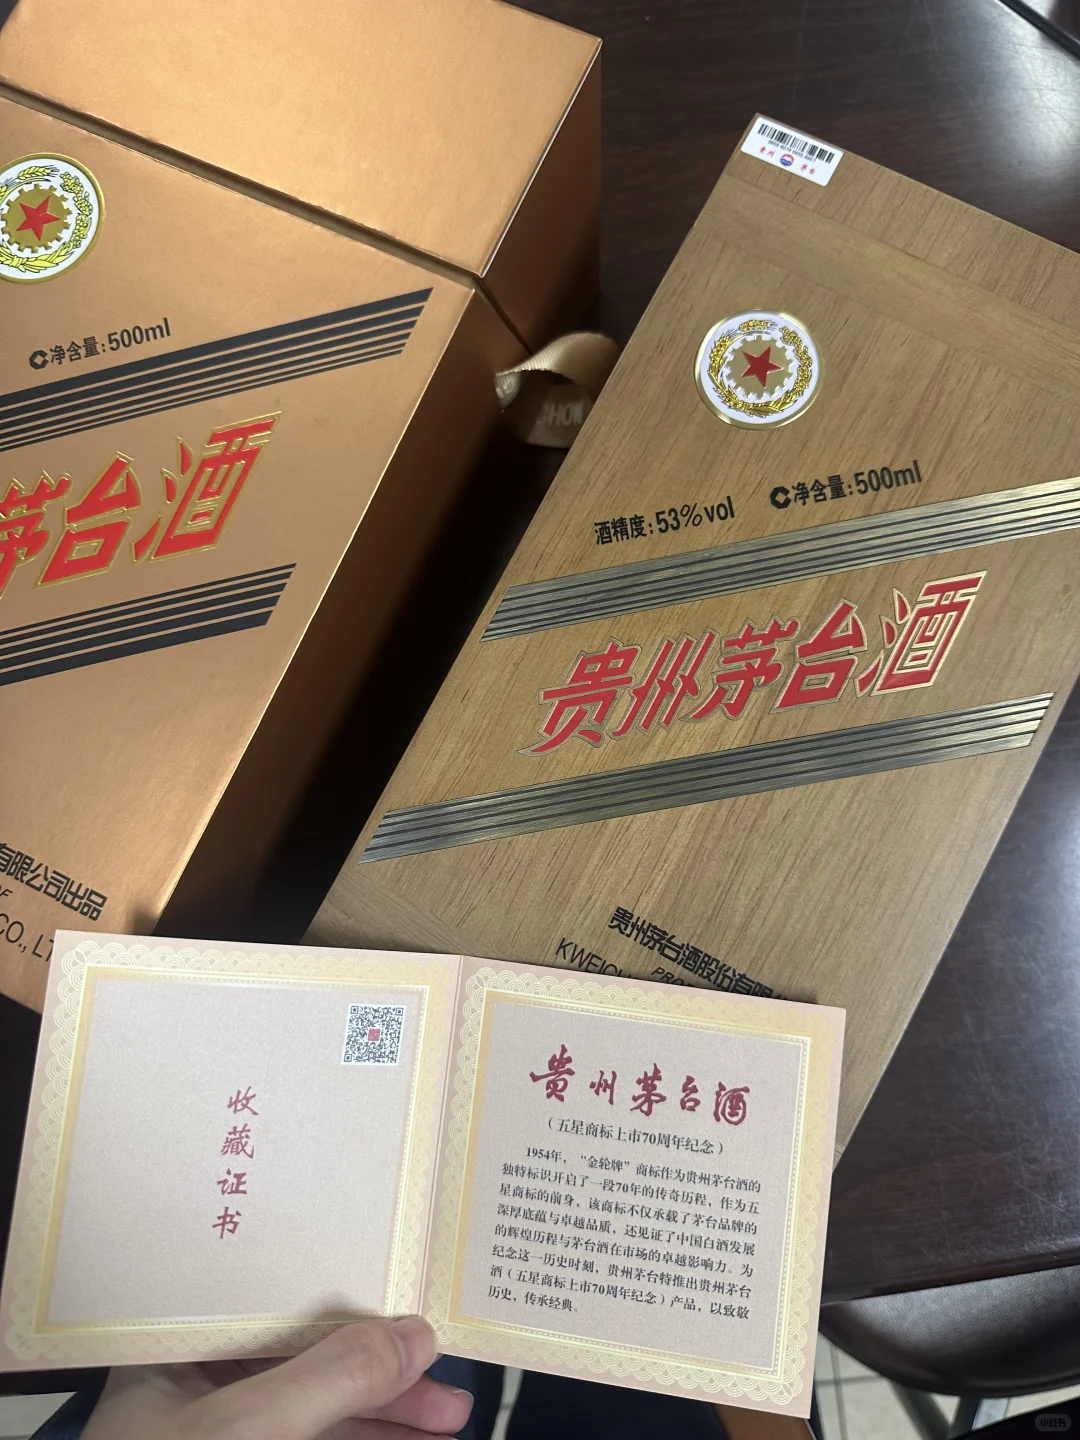 净含量:500ml
茅台酒
有限公司出品
OF
CO., LT
贵州 茅台
酒精度:53%vol
净含量:500ml
贵州茅台酒
贵州茅台酒股份有限
KWEICH
PRO
收藏证书
贵州茅台酒
(五星商标上市70周年纪念)
1954年,“金轮牌”商标作为贵州茅台酒的
独特标识开启了一段70年的传奇历程,作为五
星商标的前身,该商标不仅承载了茅台品牌的
深厚底蕴与卓越品质,还见证了中国白酒发展
的辉煌历程与茅台酒在市场的卓越影响力。为
纪念这一历史时刻,贵州茅台特推出贵州茅台
酒(五星商标上市70周年纪念)产品,以致敬
历史,传承经典。
小红书